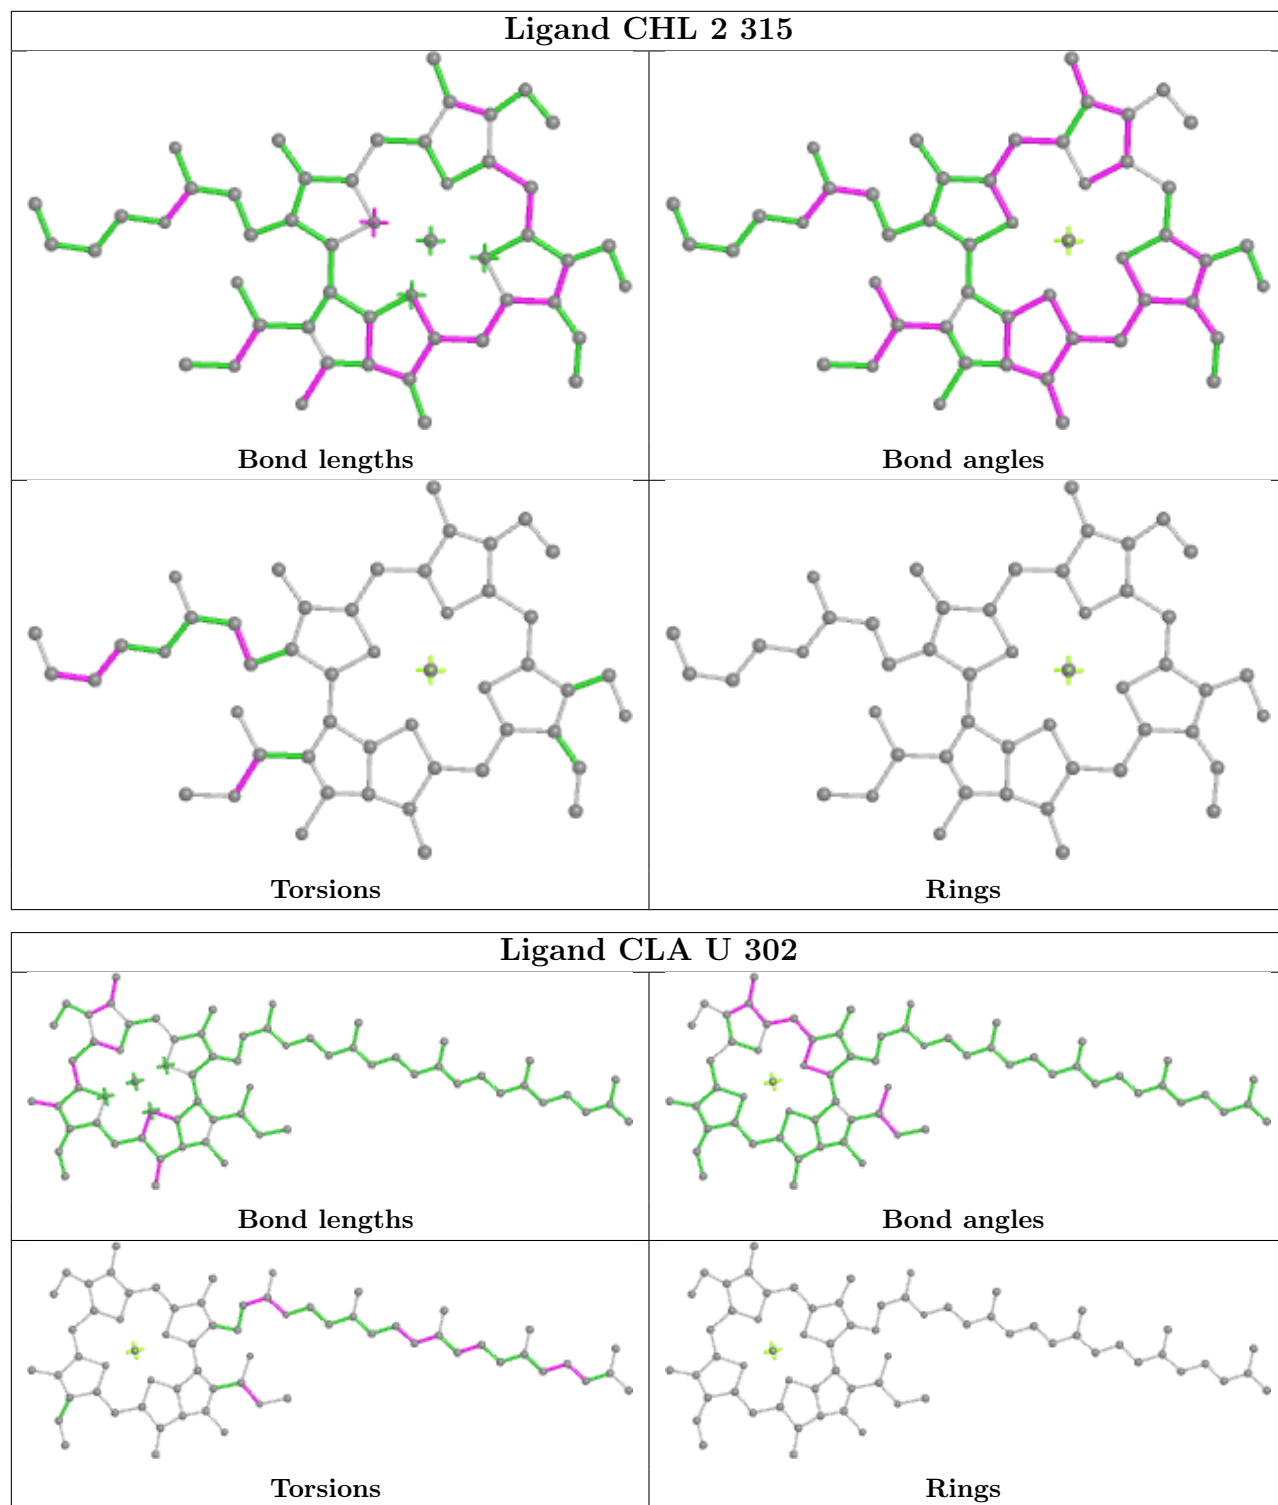 Ligand CHL 2 315
Bond lengths
Bond angles
Torsions
Rings
Ligand CLA U 302
Bond lengths
Bond angles
Torsions
Rings